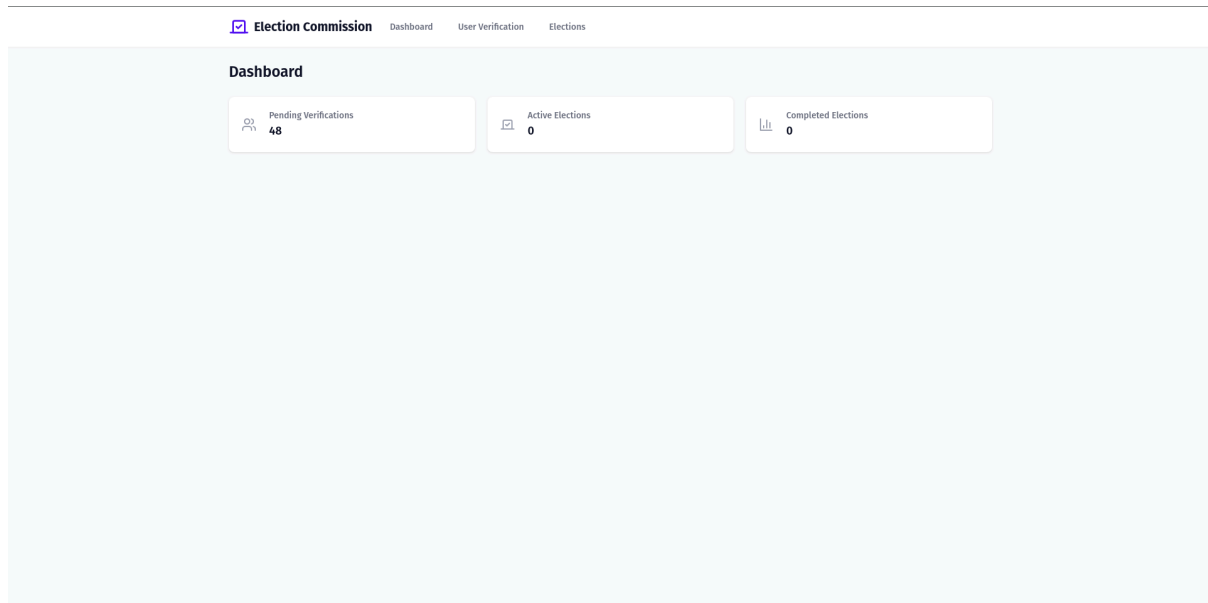 Election Commission Dashboard User Verification Elections
Dashboard
Pending Verifications
48
Active Elections
0
Completed Elections
0